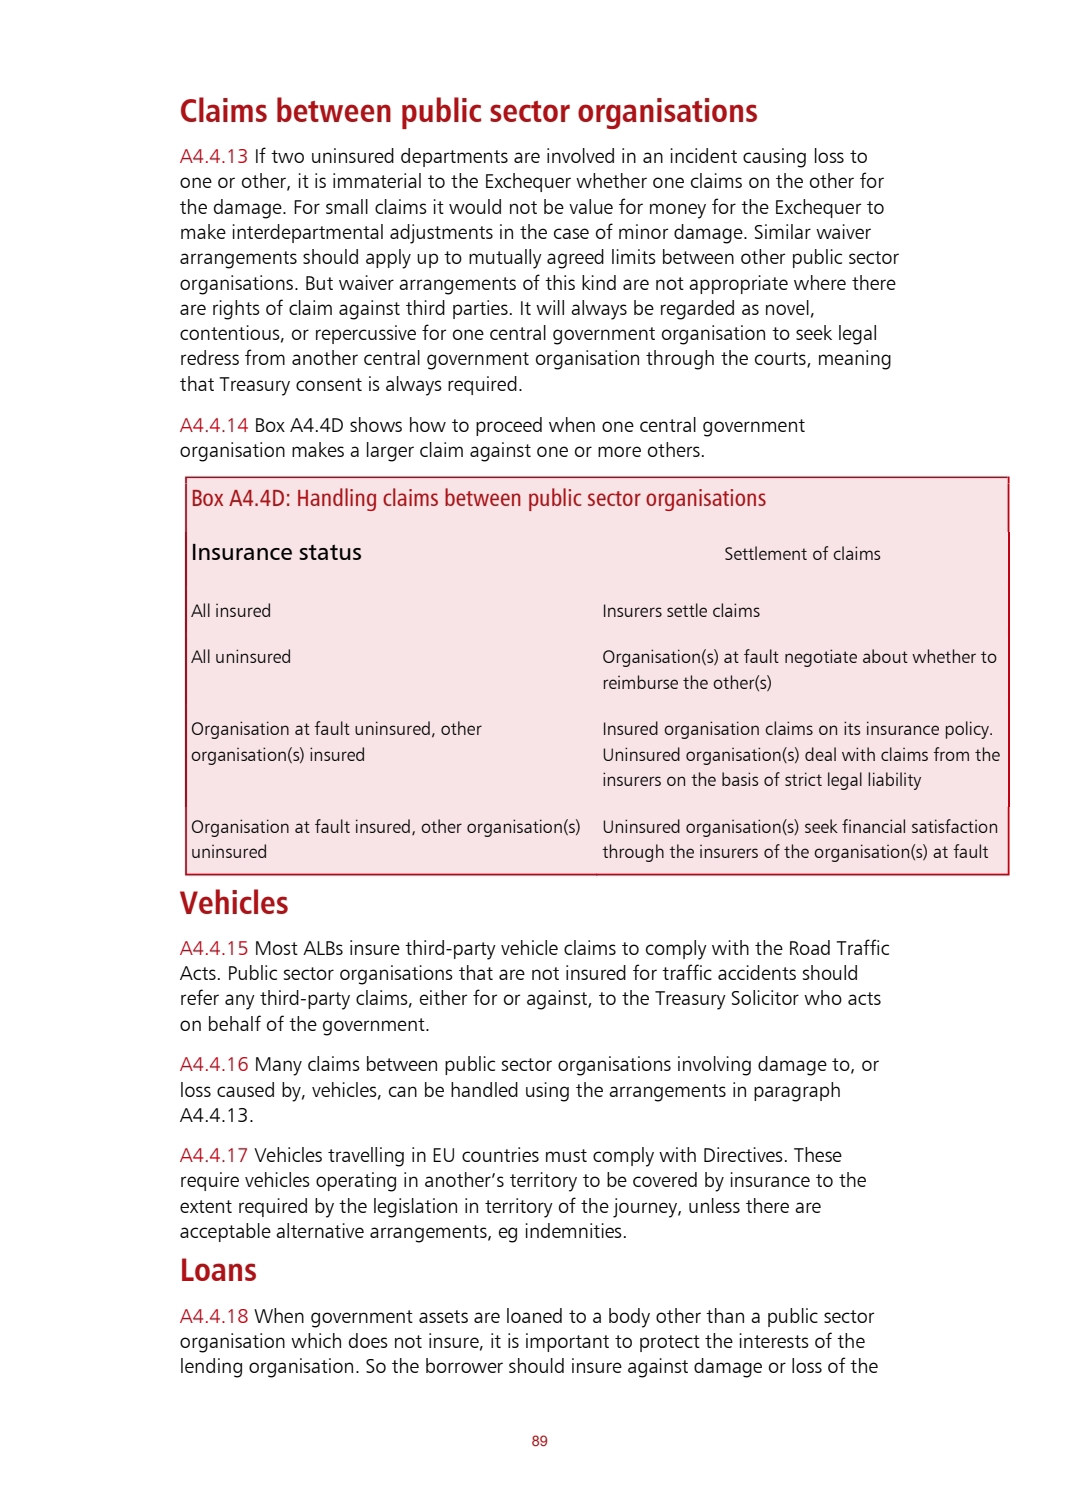 Claims between public sector organisations
A4.4.13 If two uninsured departments are involved in an incident causing loss to
one or other, it is immaterial to the Exchequer whether one claims on the other for
the damage. For small claims it would not be value for money for the Exchequer to
make interdepartmental adjustments in the case of minor damage. Similar waiver
arrangements should apply up to mutually agreed limits between other public sector
organisations. But waiver arrangements of this kind are not appropriate where there
are rights of claim against third parties. It will always be regarded as novel,
contentious, or repercussive for one central government organisation to seek legal
redress from another central government organisation through the courts, meaning
that Treasury consent is always required.
A4.4.14 Box A4.4D shows how to proceed when one central government
organisation makes a larger claim against one or more others.
Box A4.4D: Handling claims between public sector organisations
Insurance status Settlement of claims
All insured Insurers settle claims
All uninsured Organisation(s) at fault negotiate about whether to
reimburse the other(s)
Organisation at fault uninsured, other Insured organisation claims on its insurance policy.
organisation(s) insured Uninsured organisation(s) deal with claims from the
insurers on the basis of strict legal liability
Organisation at fault insured, other organisation(s) Uninsured organisation(s) seek financial satisfaction
uninsured through the insurers of the organisation(s) at fault
Vehicles
A4.4.15 Most ALBs insure third-party vehicle claims to comply with the Road Traffic
Acts. Public sector organisations that are not insured for traffic accidents should
refer any third-party claims, either for or against, to the Treasury Solicitor who acts
on behalf of the government.
A4.4.16 Many claims between public sector organisations involving damage to, or
loss caused by, vehicles, can be handled using the arrangements in paragraph
A4.4.13.
A4.4.17 Vehicles travelling in EU countries must comply with Directives. These
require vehicles operating in another’s territory to be covered by insurance to the
extent required by the legislation in territory of the journey, unless there are
acceptable alternative arrangements, eg indemnities.
Loans
A4.4.18 When government assets are loaned to a body other than a public sector
organisation which does not insure, it is important to protect the interests of the
lending organisation. So the borrower should insure against damage or loss of the
89